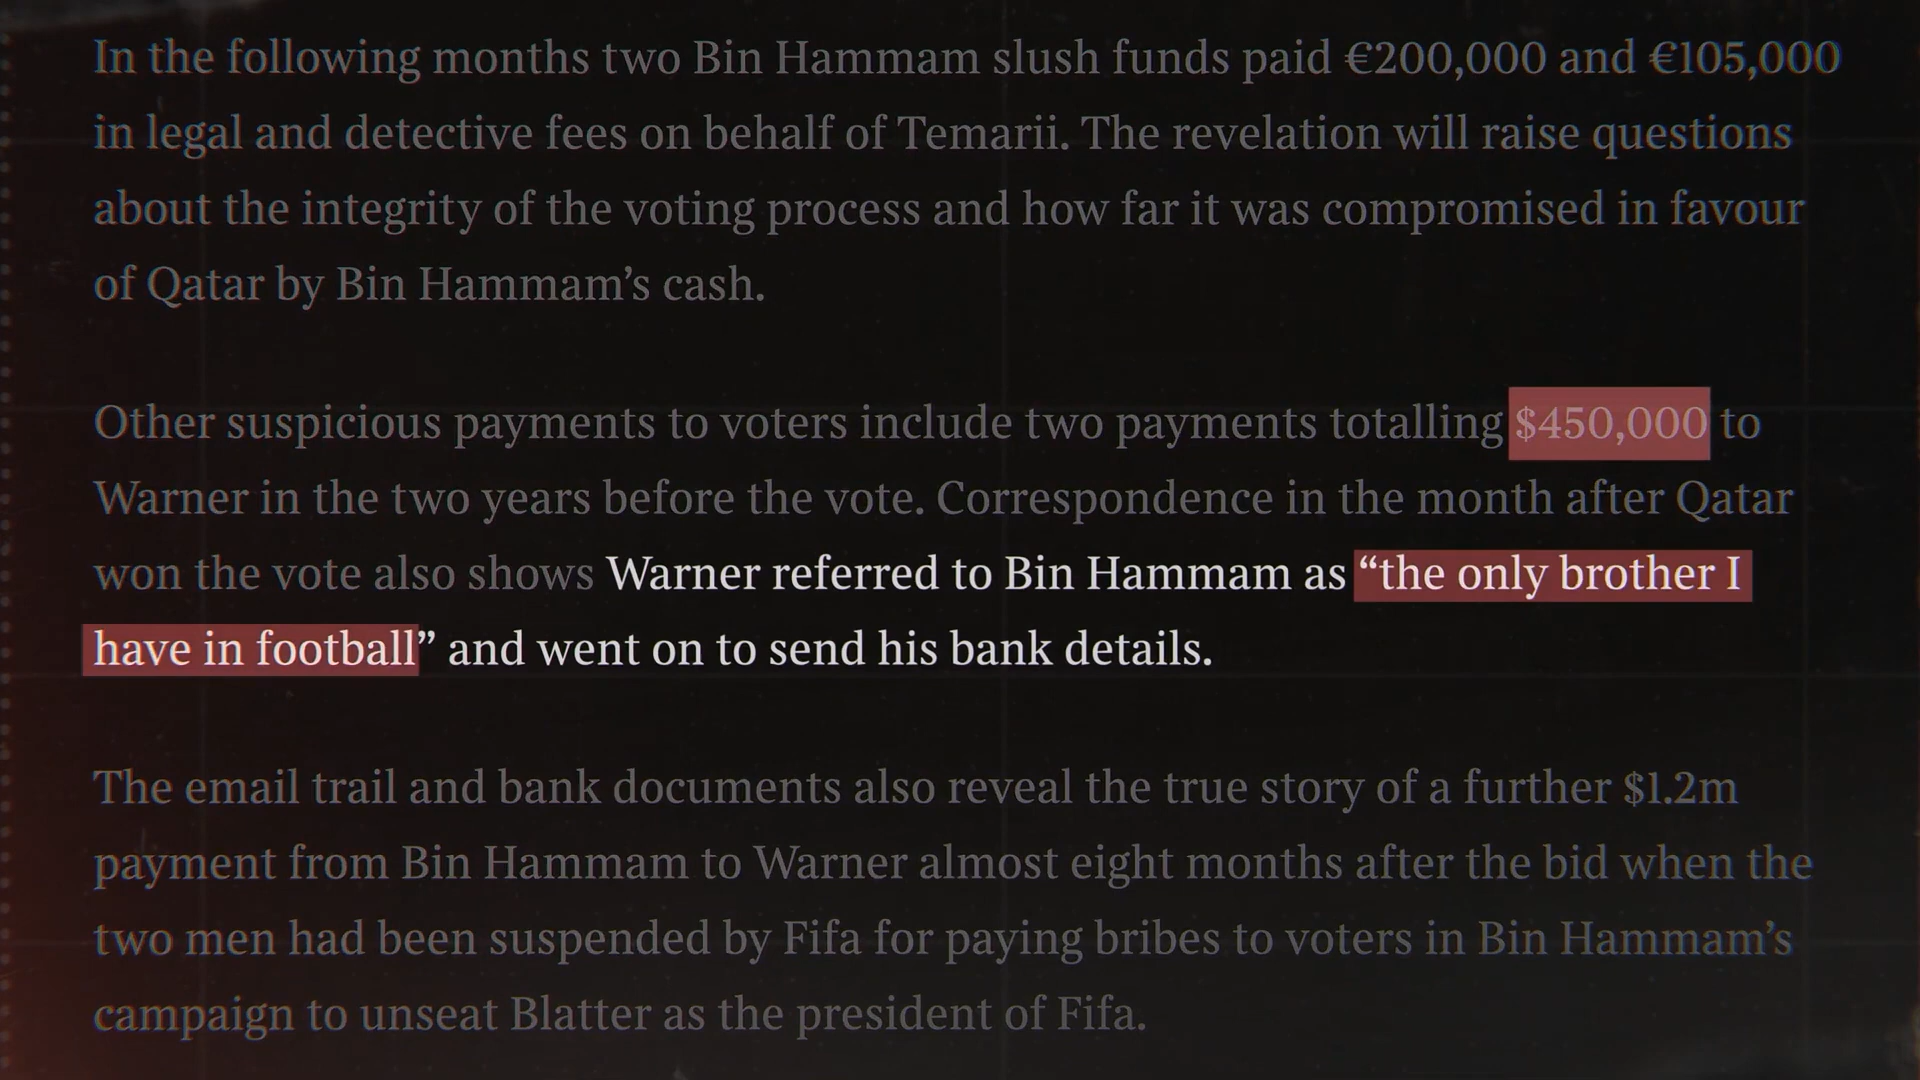 In the following months two Bin Hammam slush funds paid €200,000 and €105,000
in legal and detective fees on behalf of Temarii. The revelation will raise questions
about the integrity of the voting process and how far it was compromised in favour
of Qatar by Bin Hammam’s cash.
Other suspicious payments to voters include two payments totalling $450,000 to
Warner in the two years before the vote. Correspondence in the month after Qatar
won the vote also shows Warner referred to Bin Hammam as “the only brother I
have in football” and went on to send his bank details.
The email trail and bank documents also reveal the true story of a further $1.2m
payment from Bin Hammam to Warner almost eight months after the bid when the
two men had been suspended by Fifa for paying bribes to voters in Bin Hammam’s
campaign to unseat Blatter as the president of Fifa.